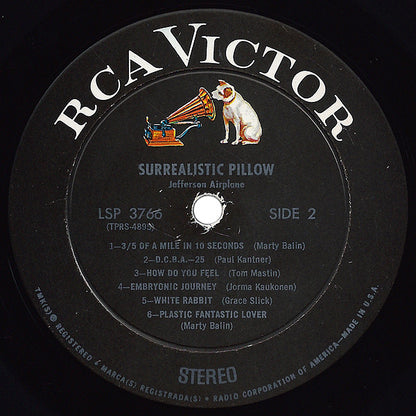 RCA VICTOR
SURREALISTIC PILLOW
Jefferson Airplane
LSP 3766
(TPRS-4893)
SIDE 2
1—3/5 OF A MILE IN 10 SECONDS (Marty Balin)
2—D.C.B.A.—25 (Paul Kantner)
3—HOW DO YOU FEEL (Tom Mastin)
4—EMBRYONIC JOURNEY (Jorma Kaukonen)
5—WHITE RABBIT (Grace Slick)
6—PLASTIC FANTASTIC LOVER
(Marty Balin)
STEREO
TMK(S) ® REGISTERED • MARCA(S) REGISTRADA(S) • RADIO CORPORATION OF AMERICA—MADE IN U.S.A.